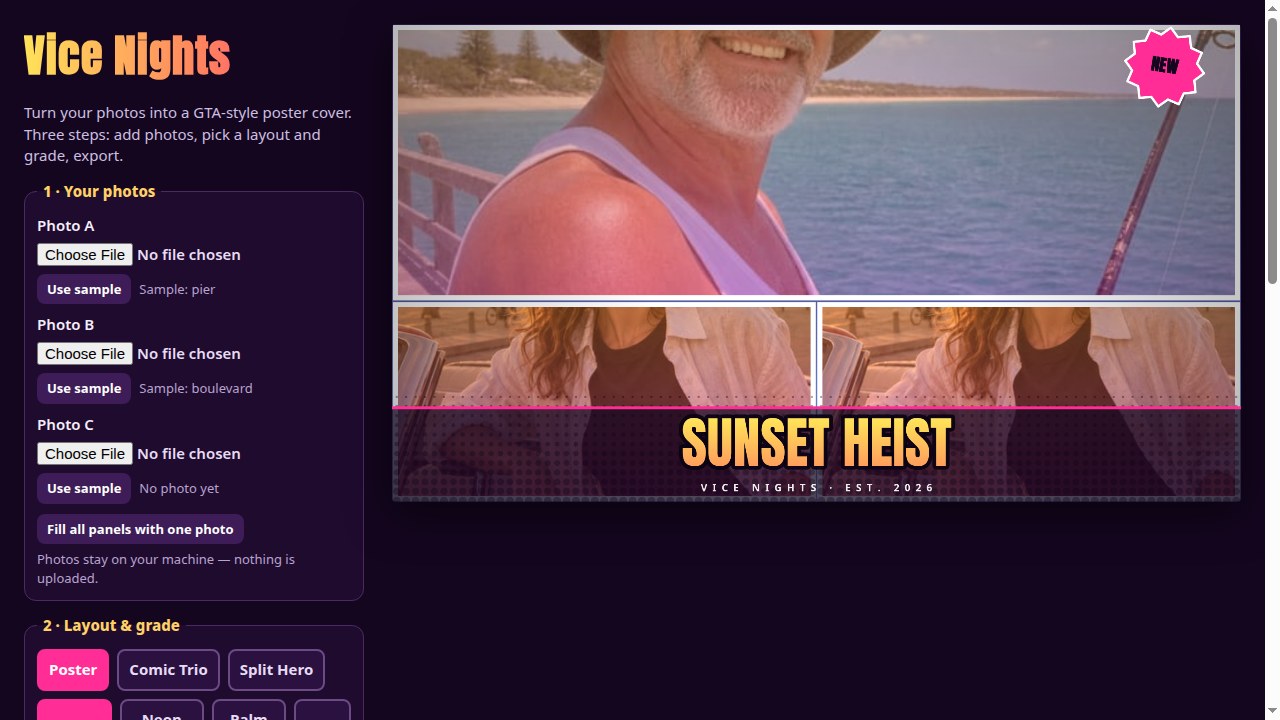 Vice Nights
Turn your photos into a GTA-style poster cover.
Three steps: add photos, pick a layout and
grade, export.
1 · Your photos
Photo A
Choose File No file chosen
Use sample Sample: pier
Photo B
Choose File No file chosen
Use sample Sample: boulevard
Photo C
Choose File No file chosen
Use sample No photo yet
Fill all panels with one photo
Photos stay on your machine — nothing is
uploaded.
2 · Layout & grade
Poster Comic Trio Split Hero
Neon Palm
NEW
SUNSET HEIST
VICE NIGHTS · EST. 2026